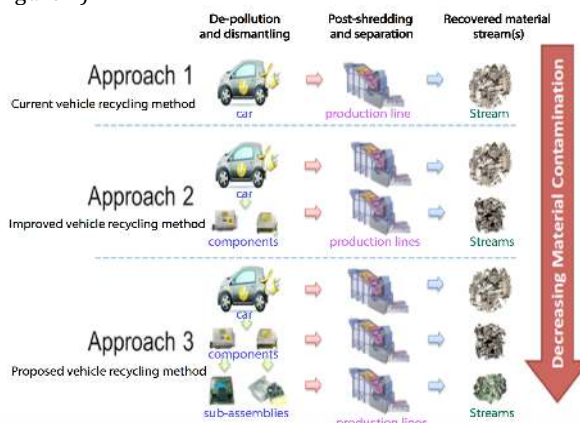 De-pollution and dismantling
Post-shredding and separation
Recovered material stream(s)
Approach 1
Current vehicle recycling method
car
production line
Stream
Approach 2
Improved vehicle recycling method
car
components
production lines
Streams
Approach 3
Proposed vehicle recycling method
car
components
sub-assemblies
production lines
Streams
Decreasing Material Contamination